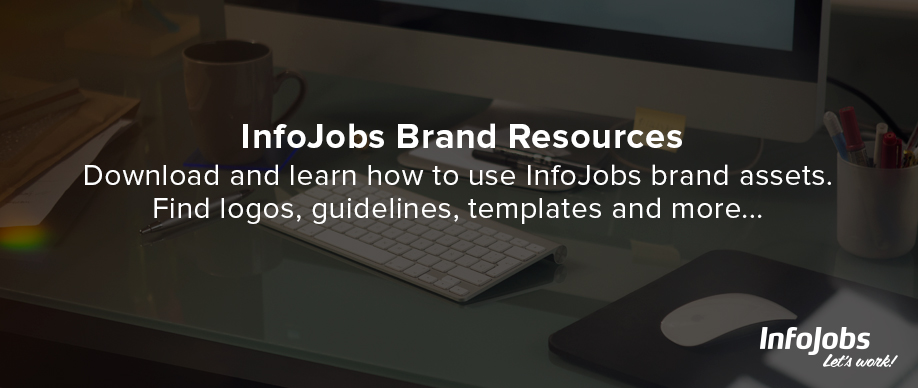 InfoJobs Brand Resources
Download and learn how to use InfoJobs brand assets.
Find logos, guidelines, templates and more...
InfoJobs
Let's work!